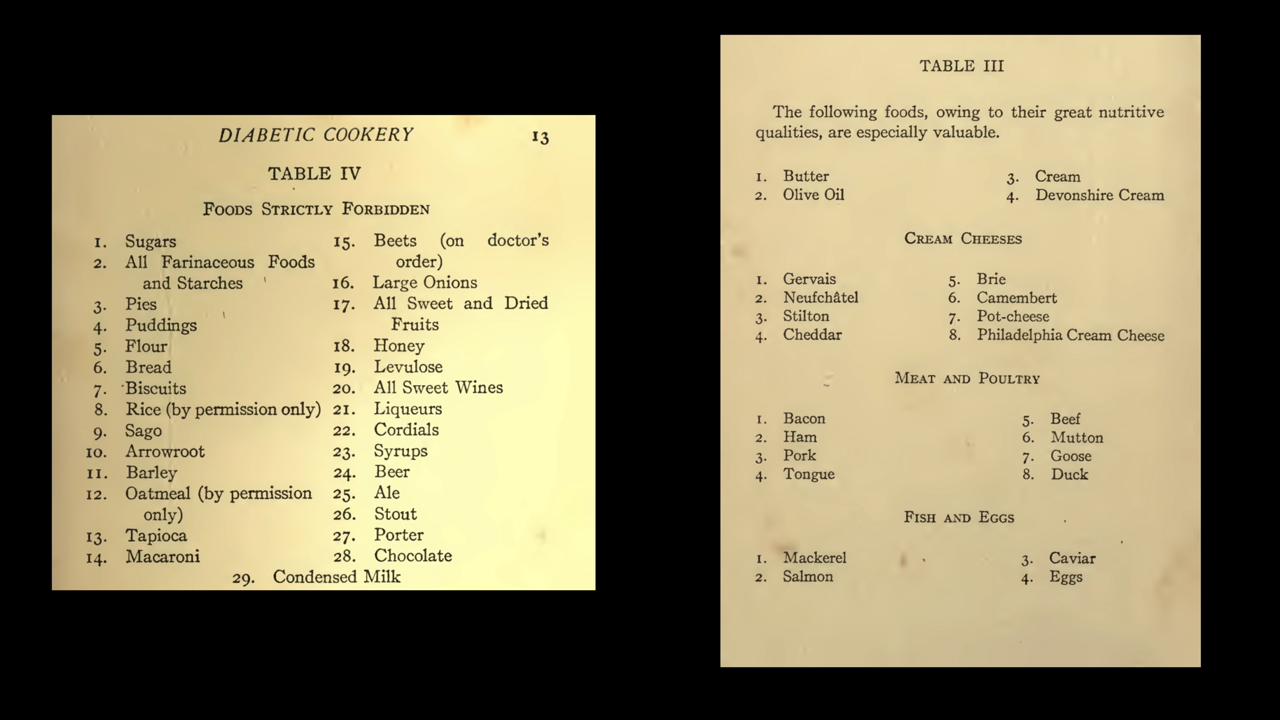 DIABETIC COOKERY 13
TABLE IV
FOODS STRICTLY FORBIDDEN
1. Sugars
2. All Farinaceous Foods
and Starches
3. Pies
4. Puddings
5. Flour
6. Bread
7. Biscuits
8. Rice (by permission only)
9. Sago
10. Arrowroot
11. Barley
12. Oatmeal (by permission
only)
13. Tapioca
14. Macaroni
15. Beets (on doctor's
order)
16. Large Onions
17. All Sweet and Dried
Fruits
18. Honey
19. Levulose
20. All Sweet Wines
21. Liqueurs
22. Cordials
23. Syrups
24. Beer
25. Ale
26. Stout
27. Porter
28. Chocolate
29. Condensed Milk
TABLE III
The following foods, owing to their great nutritive
qualities, are especially valuable.
1. Butter
2. Olive Oil
3. Cream
4. Devonshire Cream
CREAM CHEESES
1. Gervais
2. Neufchâtel
3. Stilton
4. Cheddar
5. Brie
6. Camembert
7. Pot-cheese
8. Philadelphia Cream Cheese
MEAT AND POULTRY
1. Bacon
2. Ham
3. Pork
4. Tongue
5. Beef
6. Mutton
7. Goose
8. Duck
FISH AND EGGS
1. Mackerel
2. Salmon
3. Caviar
4. Eggs